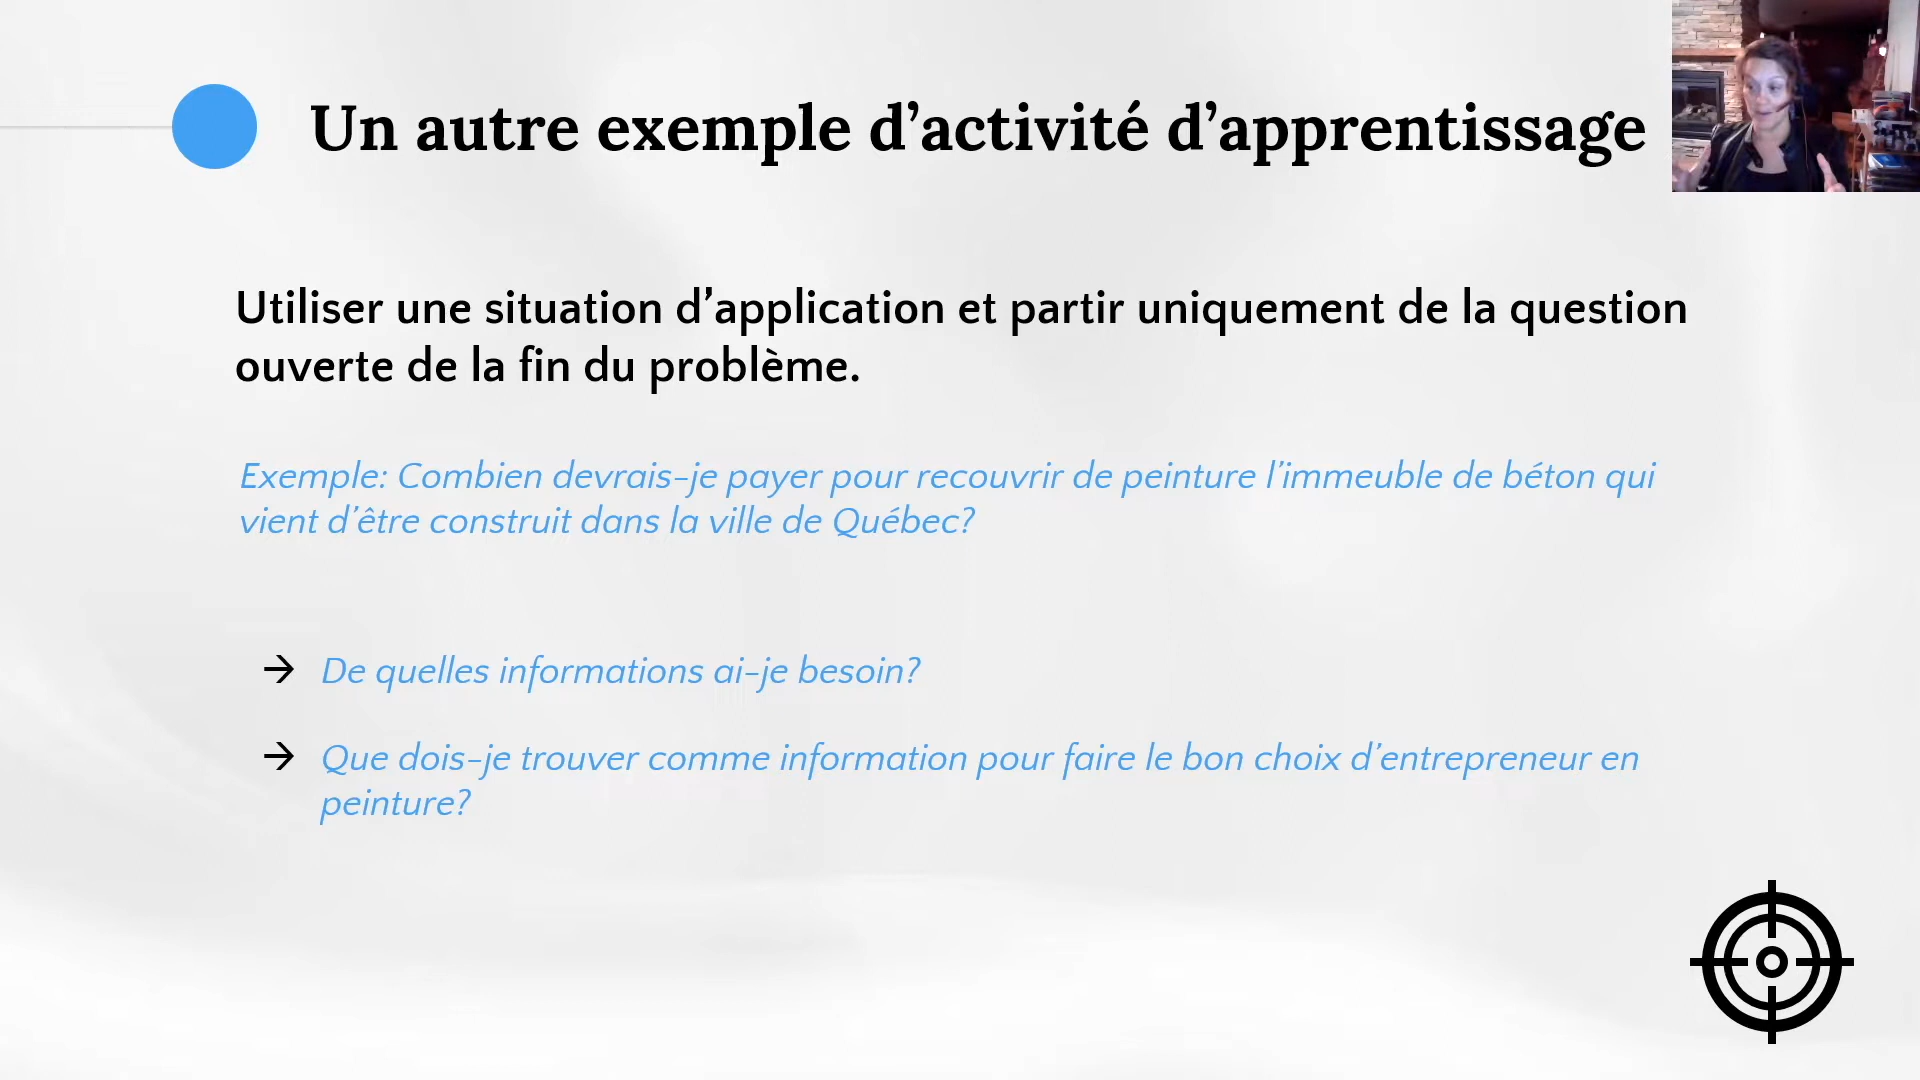 Un autre exemple d’activité d’apprentissage
Utiliser une situation d’application et partir uniquement de la question
ouverte de la fin du problème.
Exemple: Combien devrais-je payer pour recouvrir de peinture l’immeuble de béton qui
vient d’être construit dans la ville de Québec?
→ De quelles informations ai-je besoin?
→ Que dois-je trouver comme information pour faire le bon choix d’entrepreneur en
peinture?